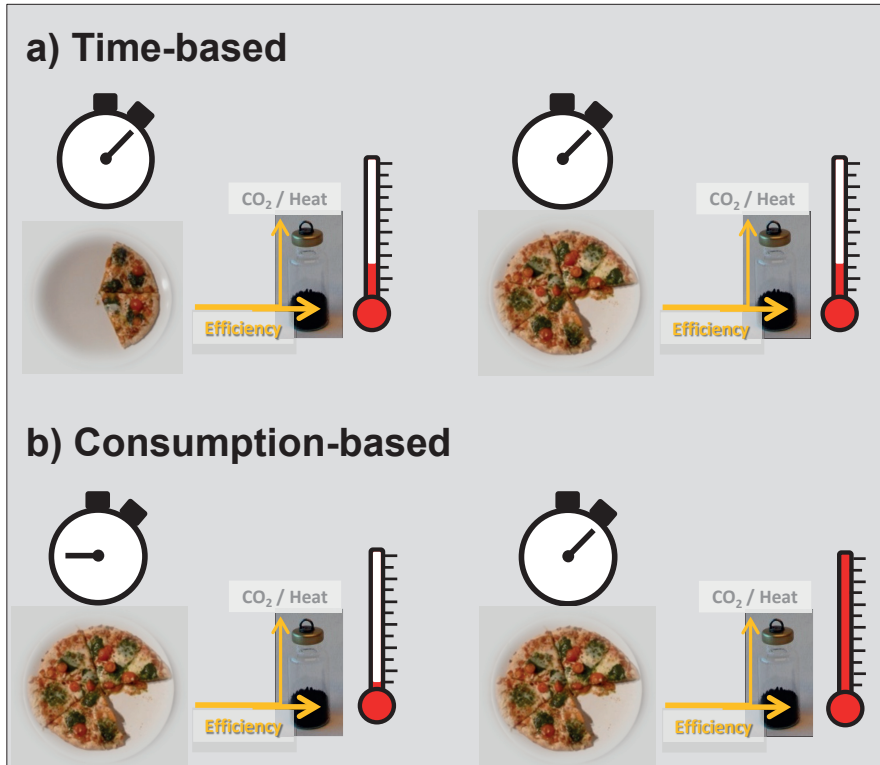 a) Time-based
CO₂ / Heat
CO₂ / Heat
Efficiency
Efficiency
b) Consumption-based
CO₂ / Heat
CO₂ / Heat
Efficiency
Efficiency